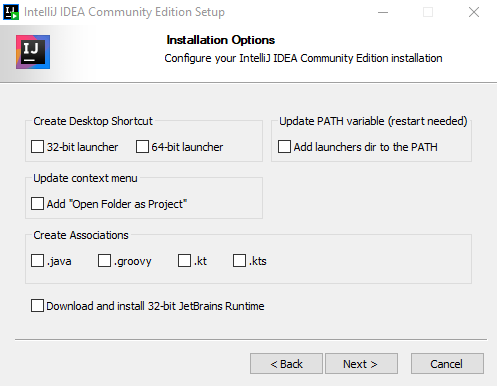 IntelliJ IDEA Community Edition Setup
IJ
Installation Options
Configure your IntelliJ IDEA Community Edition installation
Create Desktop Shortcut
32-bit launcher
64-bit launcher
Update PATH variable (restart needed)
Add launchers dir to the PATH
Update context menu
Add "Open Folder as Project"
Create Associations
.java
.groovy
.kt
.kts
Download and install 32-bit JetBrains Runtime
< Back
Next >
Cancel